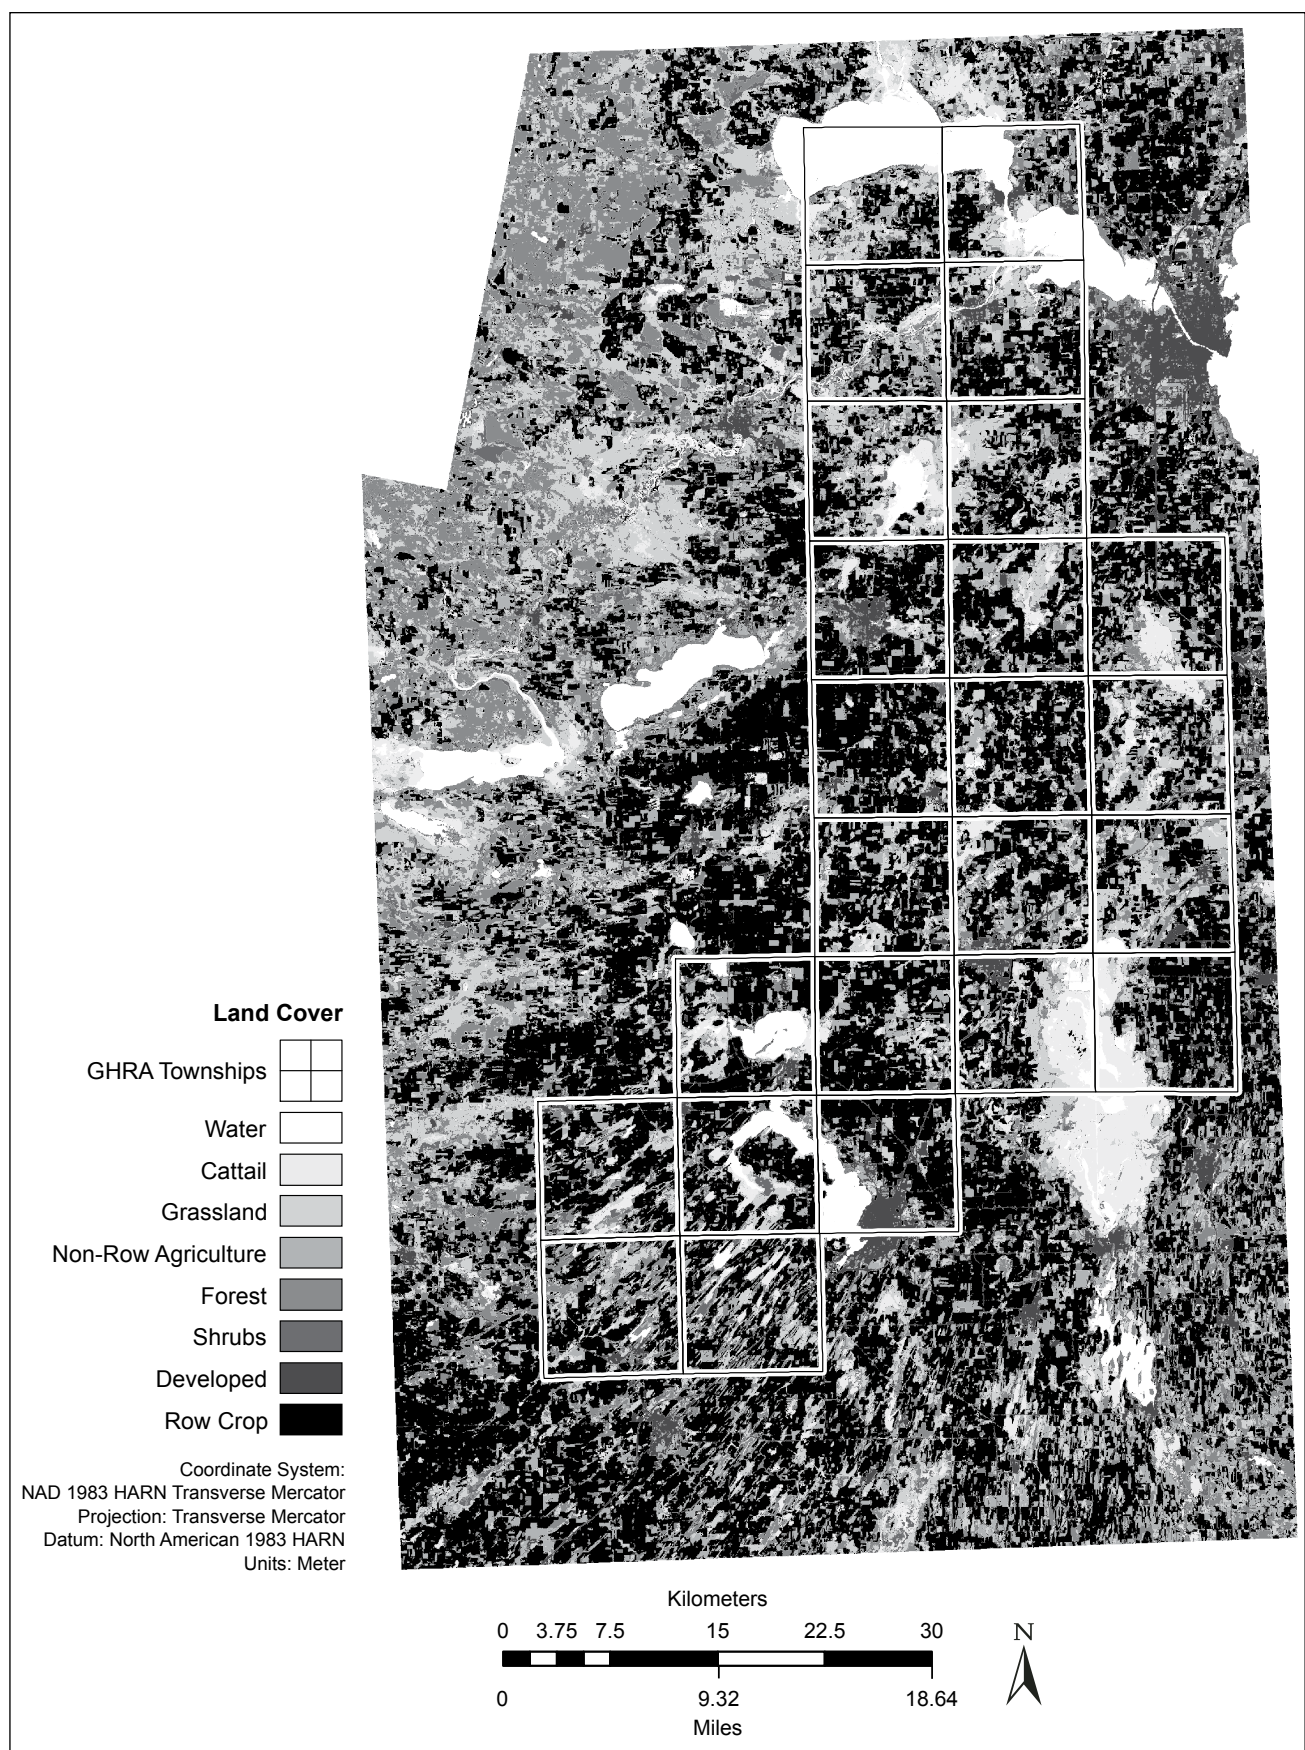 Land Cover
GHRA Townships
Water
Cattail
Grassland
Non-Row Agriculture
Forest
Shrubs
Developed
Row Crop
Coordinate System:
NAD 1983 HARN Transverse Mercator
Projection: Transverse Mercator
Datum: North American 1983 HARN
Units: Meter
Kilometers
0 3.75 7.5 15 22.5 30
0 9.32 18.64
Miles
N